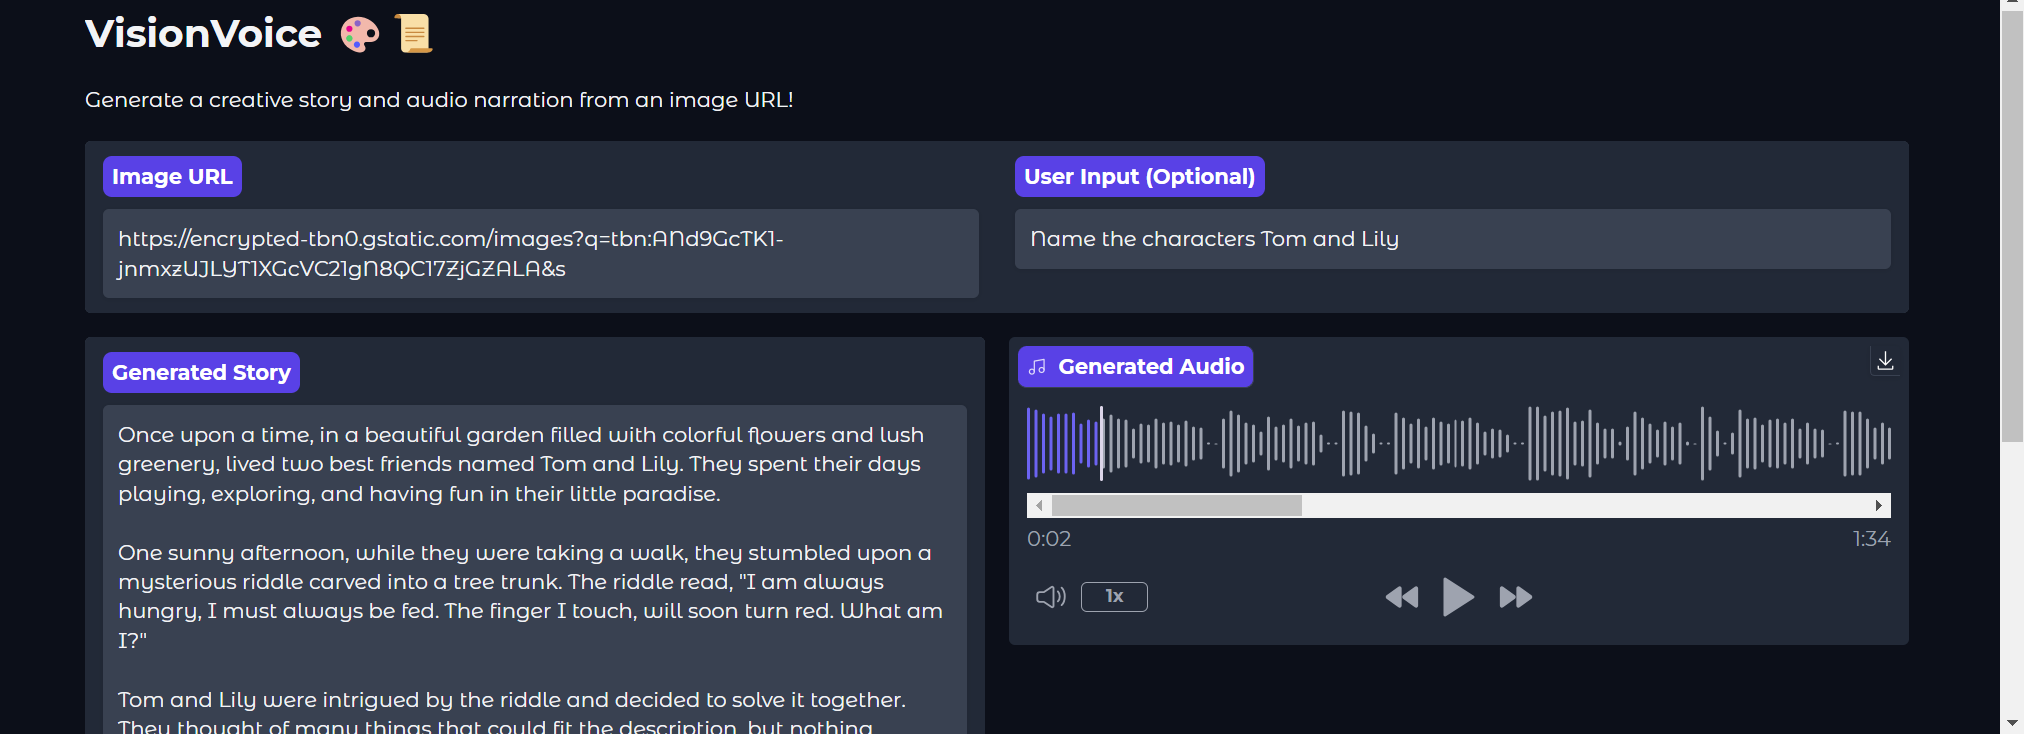 VisionVoice
Generate a creative story and audio narration from an image URL!
Image URL
https://encrypted-tbn0.gstatic.com/images?q=tbn:ANd9GcTK1-
jnmxzUJLYT1XGcVC21gN8QC17ZjGZALA&s
User Input (Optional)
Name the characters Tom and Lily
Generated Story
Once upon a time, in a beautiful garden filled with colorful flowers and lush
greenery, lived two best friends named Tom and Lily. They spent their days
playing, exploring, and having fun in their little paradise.
One sunny afternoon, while they were taking a walk, they stumbled upon a
mysterious riddle carved into a tree trunk. The riddle read, "I am always
hungry, I must always be fed. The finger I touch, will soon turn red. What am
I?"
Tom and Lily were intrigued by the riddle and decided to solve it together.
They thought of many things that could fit the description, but nothing
Generated Audio
0:02
1:34
1x